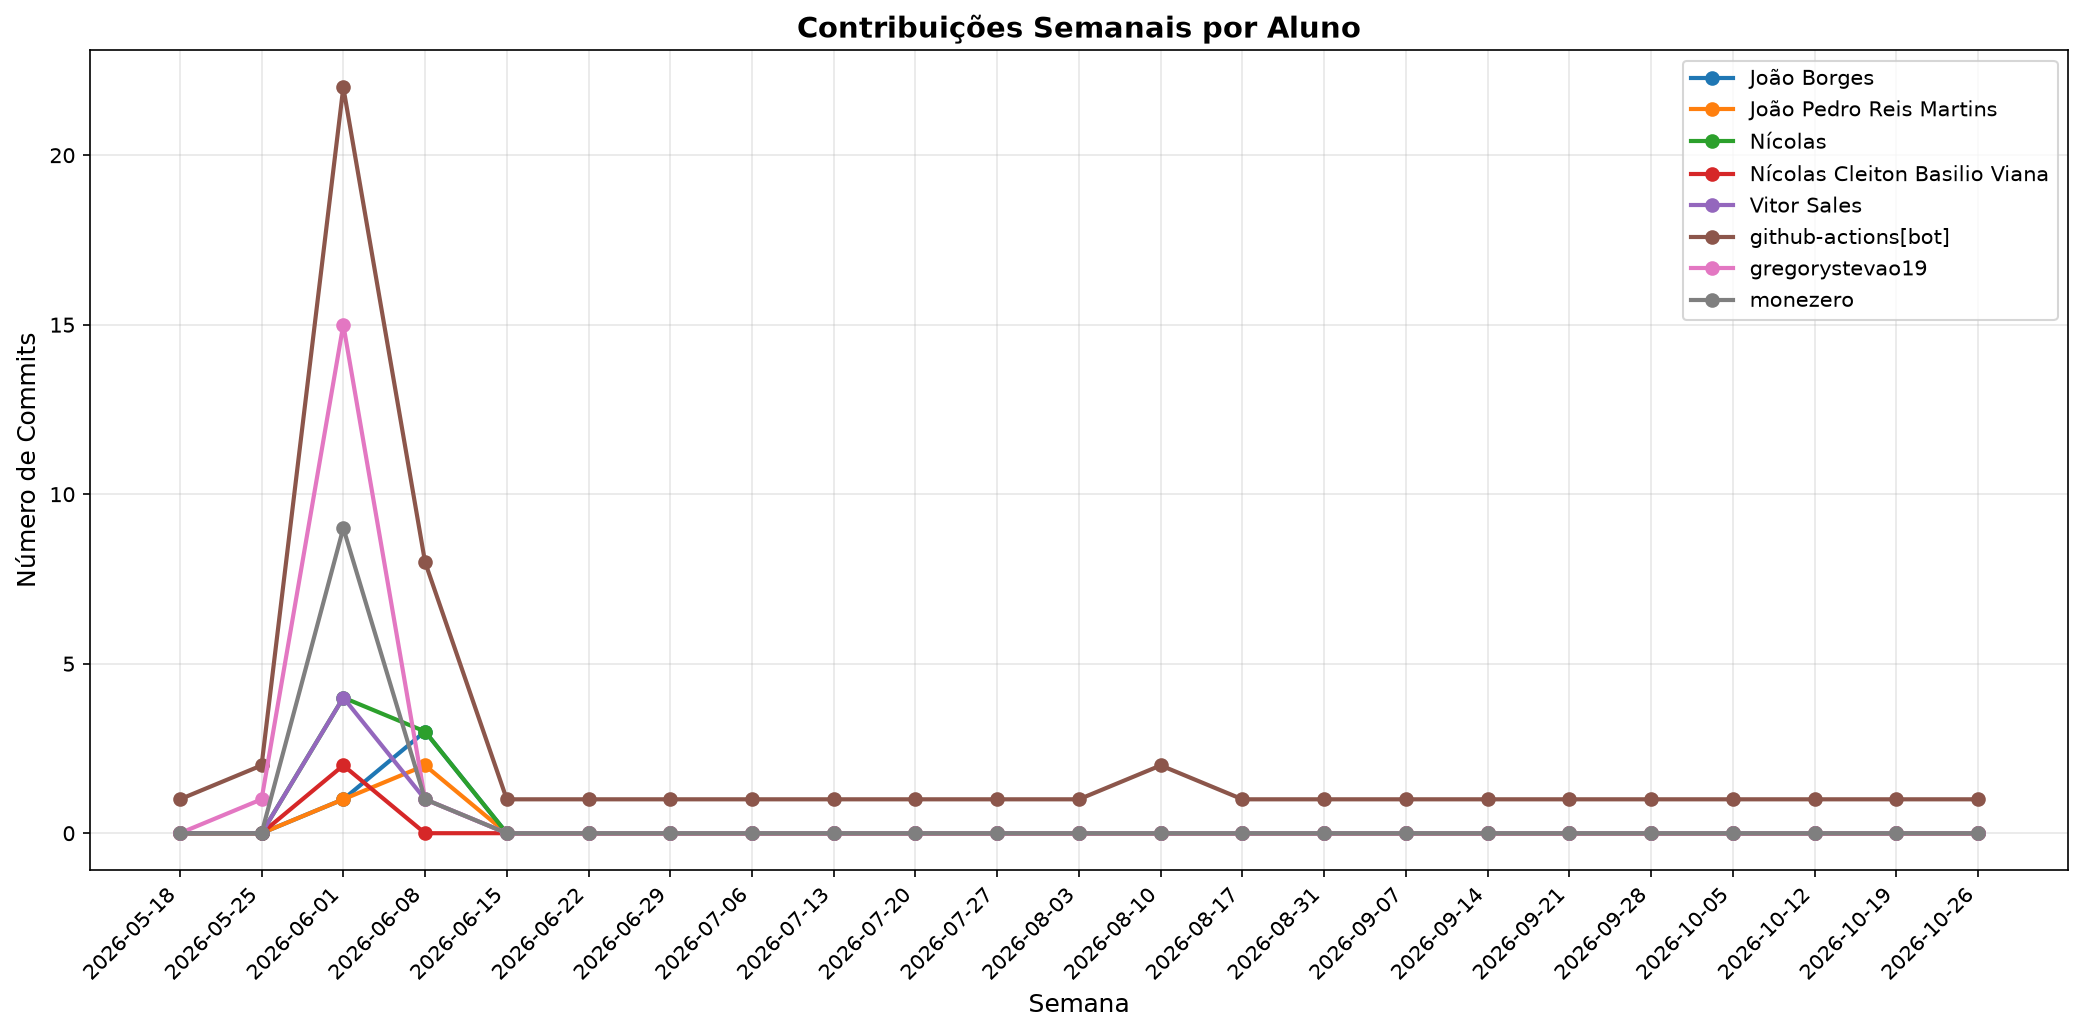 Contribuições Semanais por Aluno
Número de Commits
20
15
10
5
0
João Borges
João Pedro Reis Martins
Nícolas
Nícolas Cleiton Basilio Viana
Vitor Sales
github-actions[bot]
gregorystevao19
monezero
2026-05-18
2026-05-25
2026-06-01
2026-06-08
2026-06-15
2026-06-22
2026-06-29
2026-07-06
2026-07-13
2026-07-20
2026-07-27
2026-08-03
2026-08-10
2026-08-17
2026-08-31
2026-09-07
2026-09-14
2026-09-21
2026-09-28
2026-10-05
2026-10-12
2026-10-19
2026-10-26
Semana